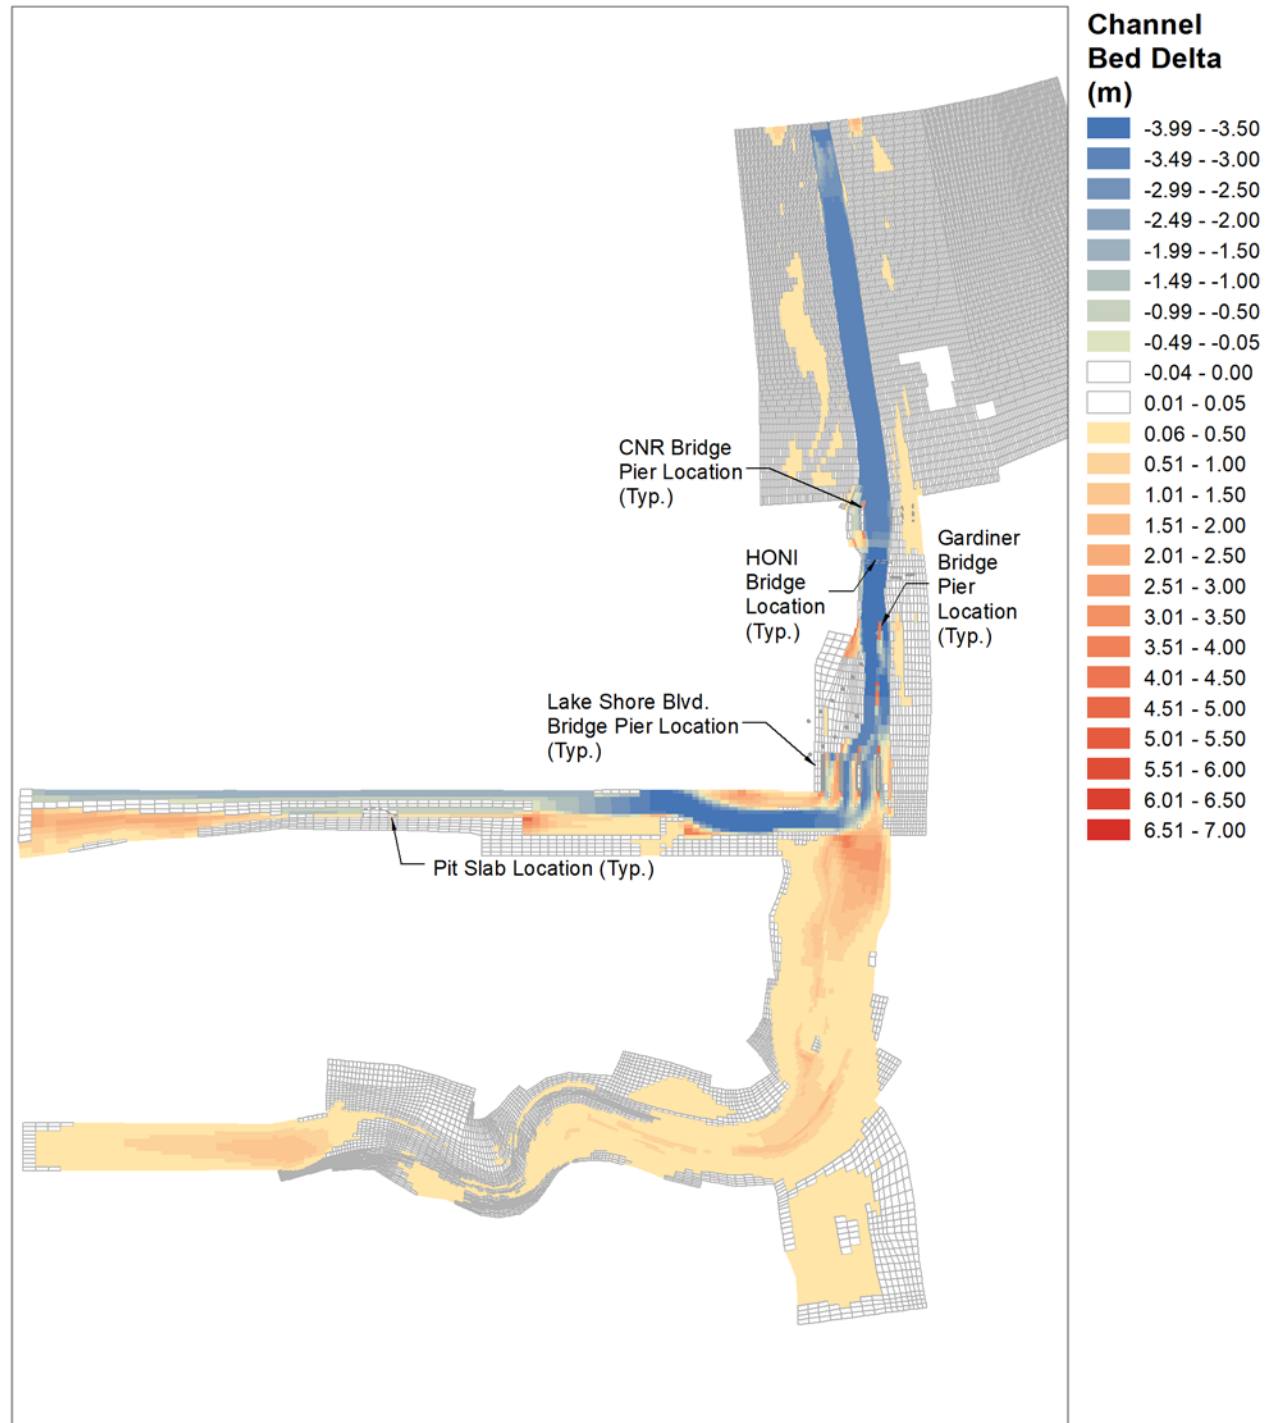 Channel
Bed Delta
(m)
-3.99 - -3.50
-3.49 - -3.00
-2.99 - -2.50
-2.49 - -2.00
-1.99 - -1.50
-1.49 - -1.00
-0.99 - -0.50
-0.49 - -0.05
-0.04 - 0.00
0.01 - 0.05
0.06 - 0.50
0.51 - 1.00
1.01 - 1.50
1.51 - 2.00
2.01 - 2.50
2.51 - 3.00
3.01 - 3.50
3.51 - 4.00
4.01 - 4.50
4.51 - 5.00
5.01 - 5.50
5.51 - 6.00
6.01 - 6.50
6.51 - 7.00
CNR Bridge
Pier Location
(Typ.)
HONI
Bridge
Location
(Typ.)
Gardiner
Bridge
Pier
Location
(Typ.)
Lake Shore Blvd.
Bridge Pier Location
(Typ.)
Pit Slab Location (Typ.)